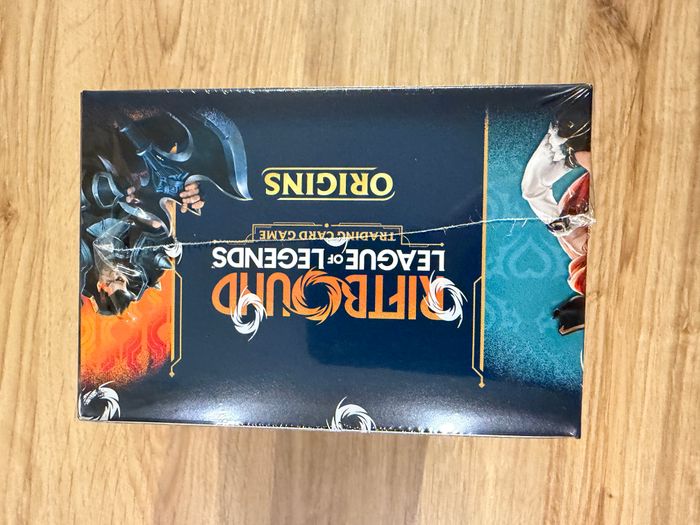 RIFTBOUND
LEAGUE OF LEGENDS
TRADING CARD GAME
ORIGINS